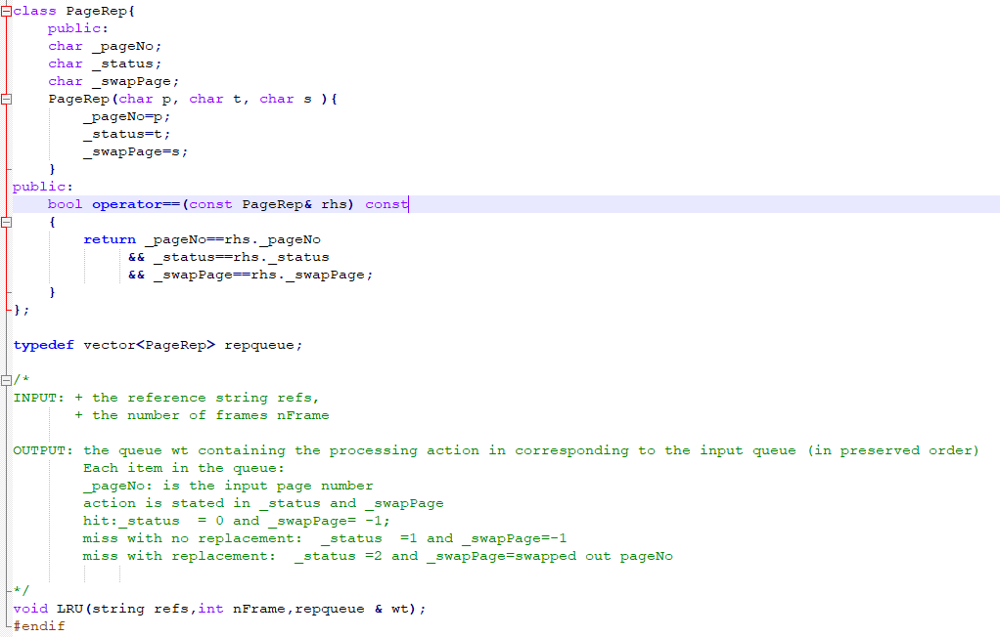 class PageRep{
    public:
    char _pageNo;
    char _status;
    char _swapPage;
    PageRep(char p, char t, char s ){
        _pageNo=p;
        _status=t;
        _swapPage=s;
    }
public:
    bool operator==(const PageRep& rhs) const
    {
        return _pageNo==rhs._pageNo
             && _status==rhs._status
             && _swapPage==rhs._swapPage;
    }
};
typedef vector<PageRep> repqueue;
/*
INPUT: + the reference string refs,
       + the number of frames nFrame
OUTPUT: the queue wt containing the processing action in corresponding to the input queue (in preserved order)
        Each item in the queue:
        _pageNo: is the input page number
        action is stated in _status and _swapPage
        hit:_status  = 0 and _swapPage= -1;
        miss with no replacement:  _status  =1 and _swapPage=-1
        miss with replacement:  _status =2 and _swapPage=swapped out pageNo
*/
void LRU(string refs,int nFrame,repqueue & wt);
#endif